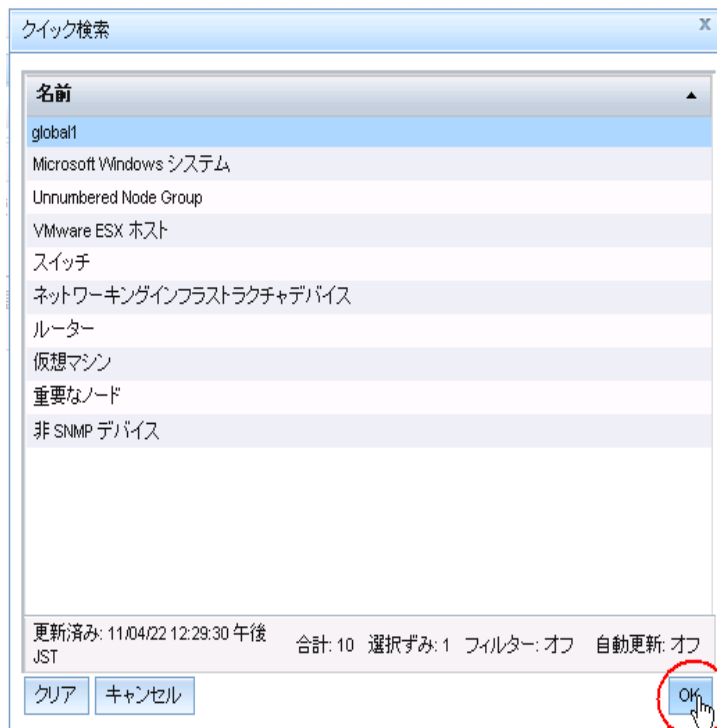 クイック検索 x
名前
global1
Microsoft Windows システム
Unnumbered Node Group
VMware ESX ホスト
スイッチ
ネットワーキングインフラストラクチャデバイス
ルーター
仮想マシン
重要なノード
非 SNMP デバイス
更新済み: 11/04/22 12:29:30 午後
JST
合計: 10 選択ずみ: 1 フィルター: オフ 自動更新: オフ
クリア キャンセル OK